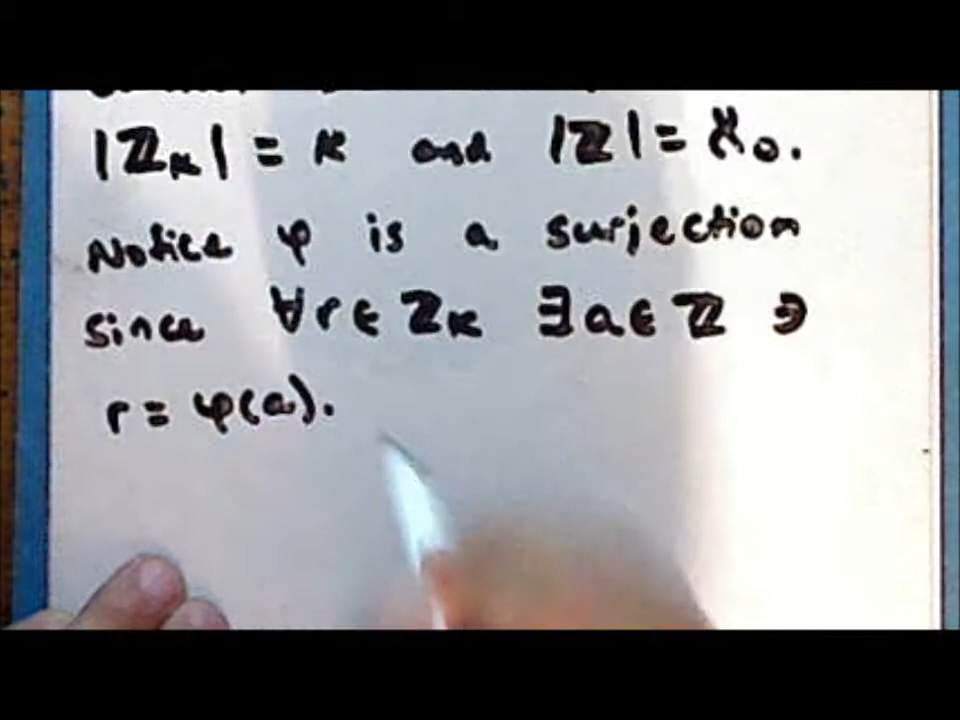 |ℤₖ| = k and |ℤ| = ℵ₀.
Notice φ is a surjection
since ∀r∈ ℤₖ ∃a∈ ℤ ∋
r = φ(a).